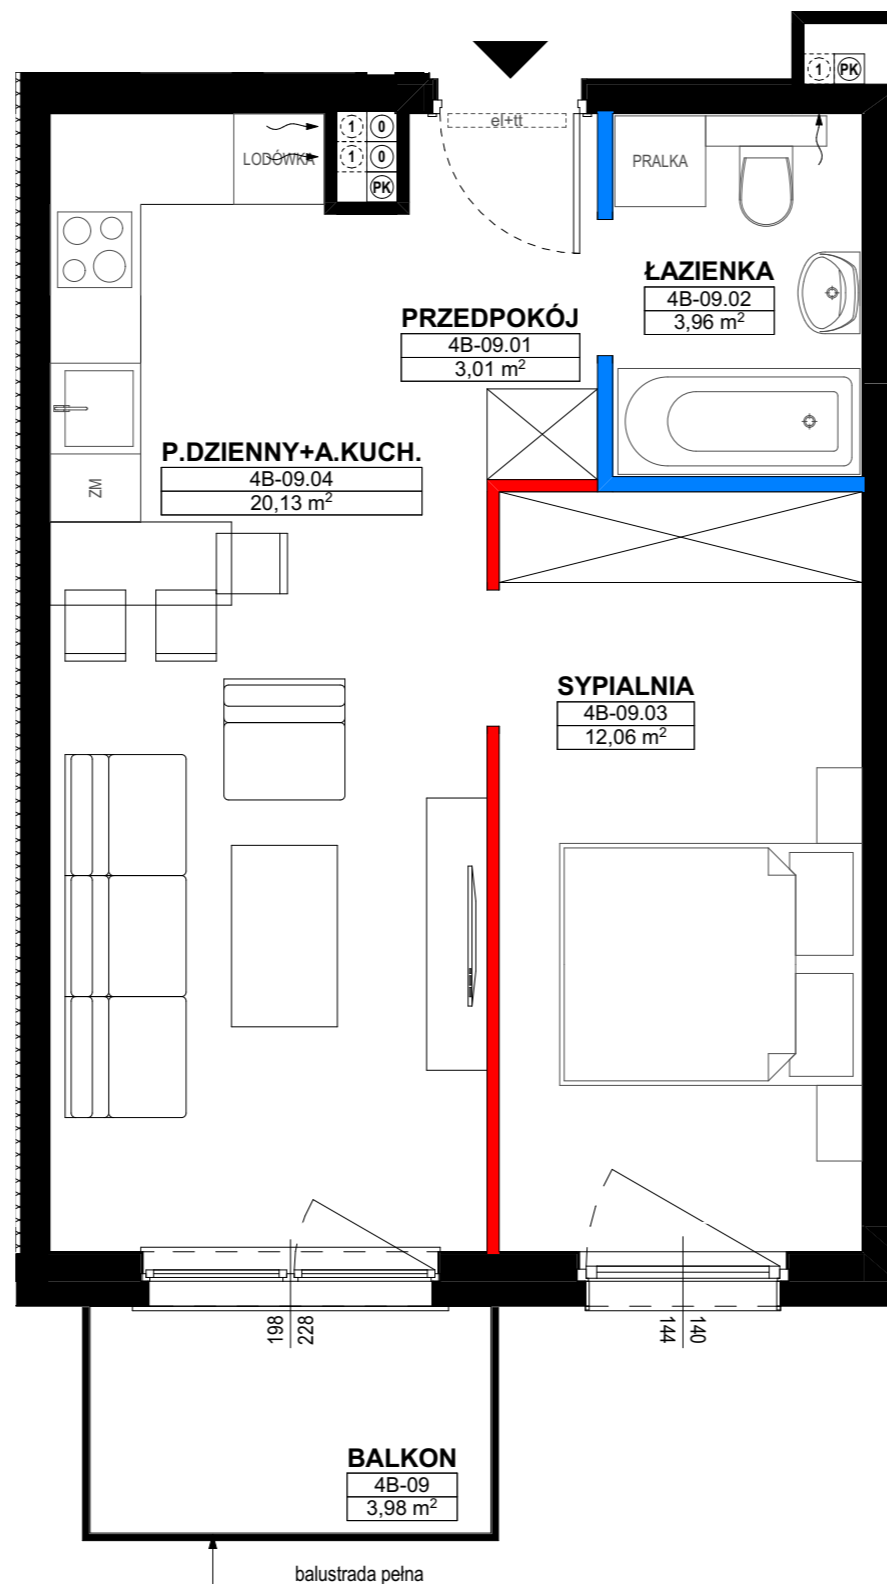 1 PK
el+tt
1 0
LODÓWKA 1 0
PK
PRALKA
ŁAZIENKA
4B-09.02
3,96 m²
PRZEDPOKÓJ
4B-09.01
3,01 m²
P.DZIENNY+A.KUCH.
4B-09.04
20,13 m²
ZM
SYPIALNIA
4B-09.03
12,06 m²
198 228
144 140
BALKON
4B-09
3,98 m²
balustrada pełna